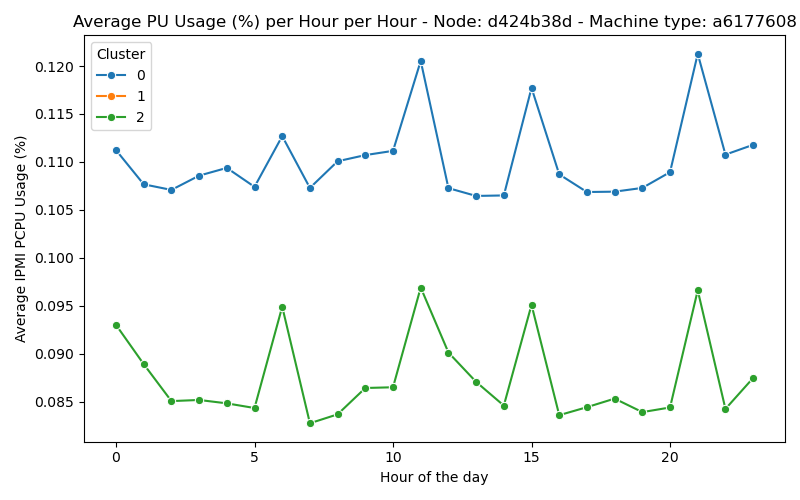 Average PU Usage (%) per Hour per Hour - Node: d424b38d - Machine type: a6177608
Cluster
0
1
2
0.120
0.115
0.110
0.105
0.100
0.095
0.090
0.085
Average IPMI PCPU Usage (%)
0 5 10 15 20
Hour of the day